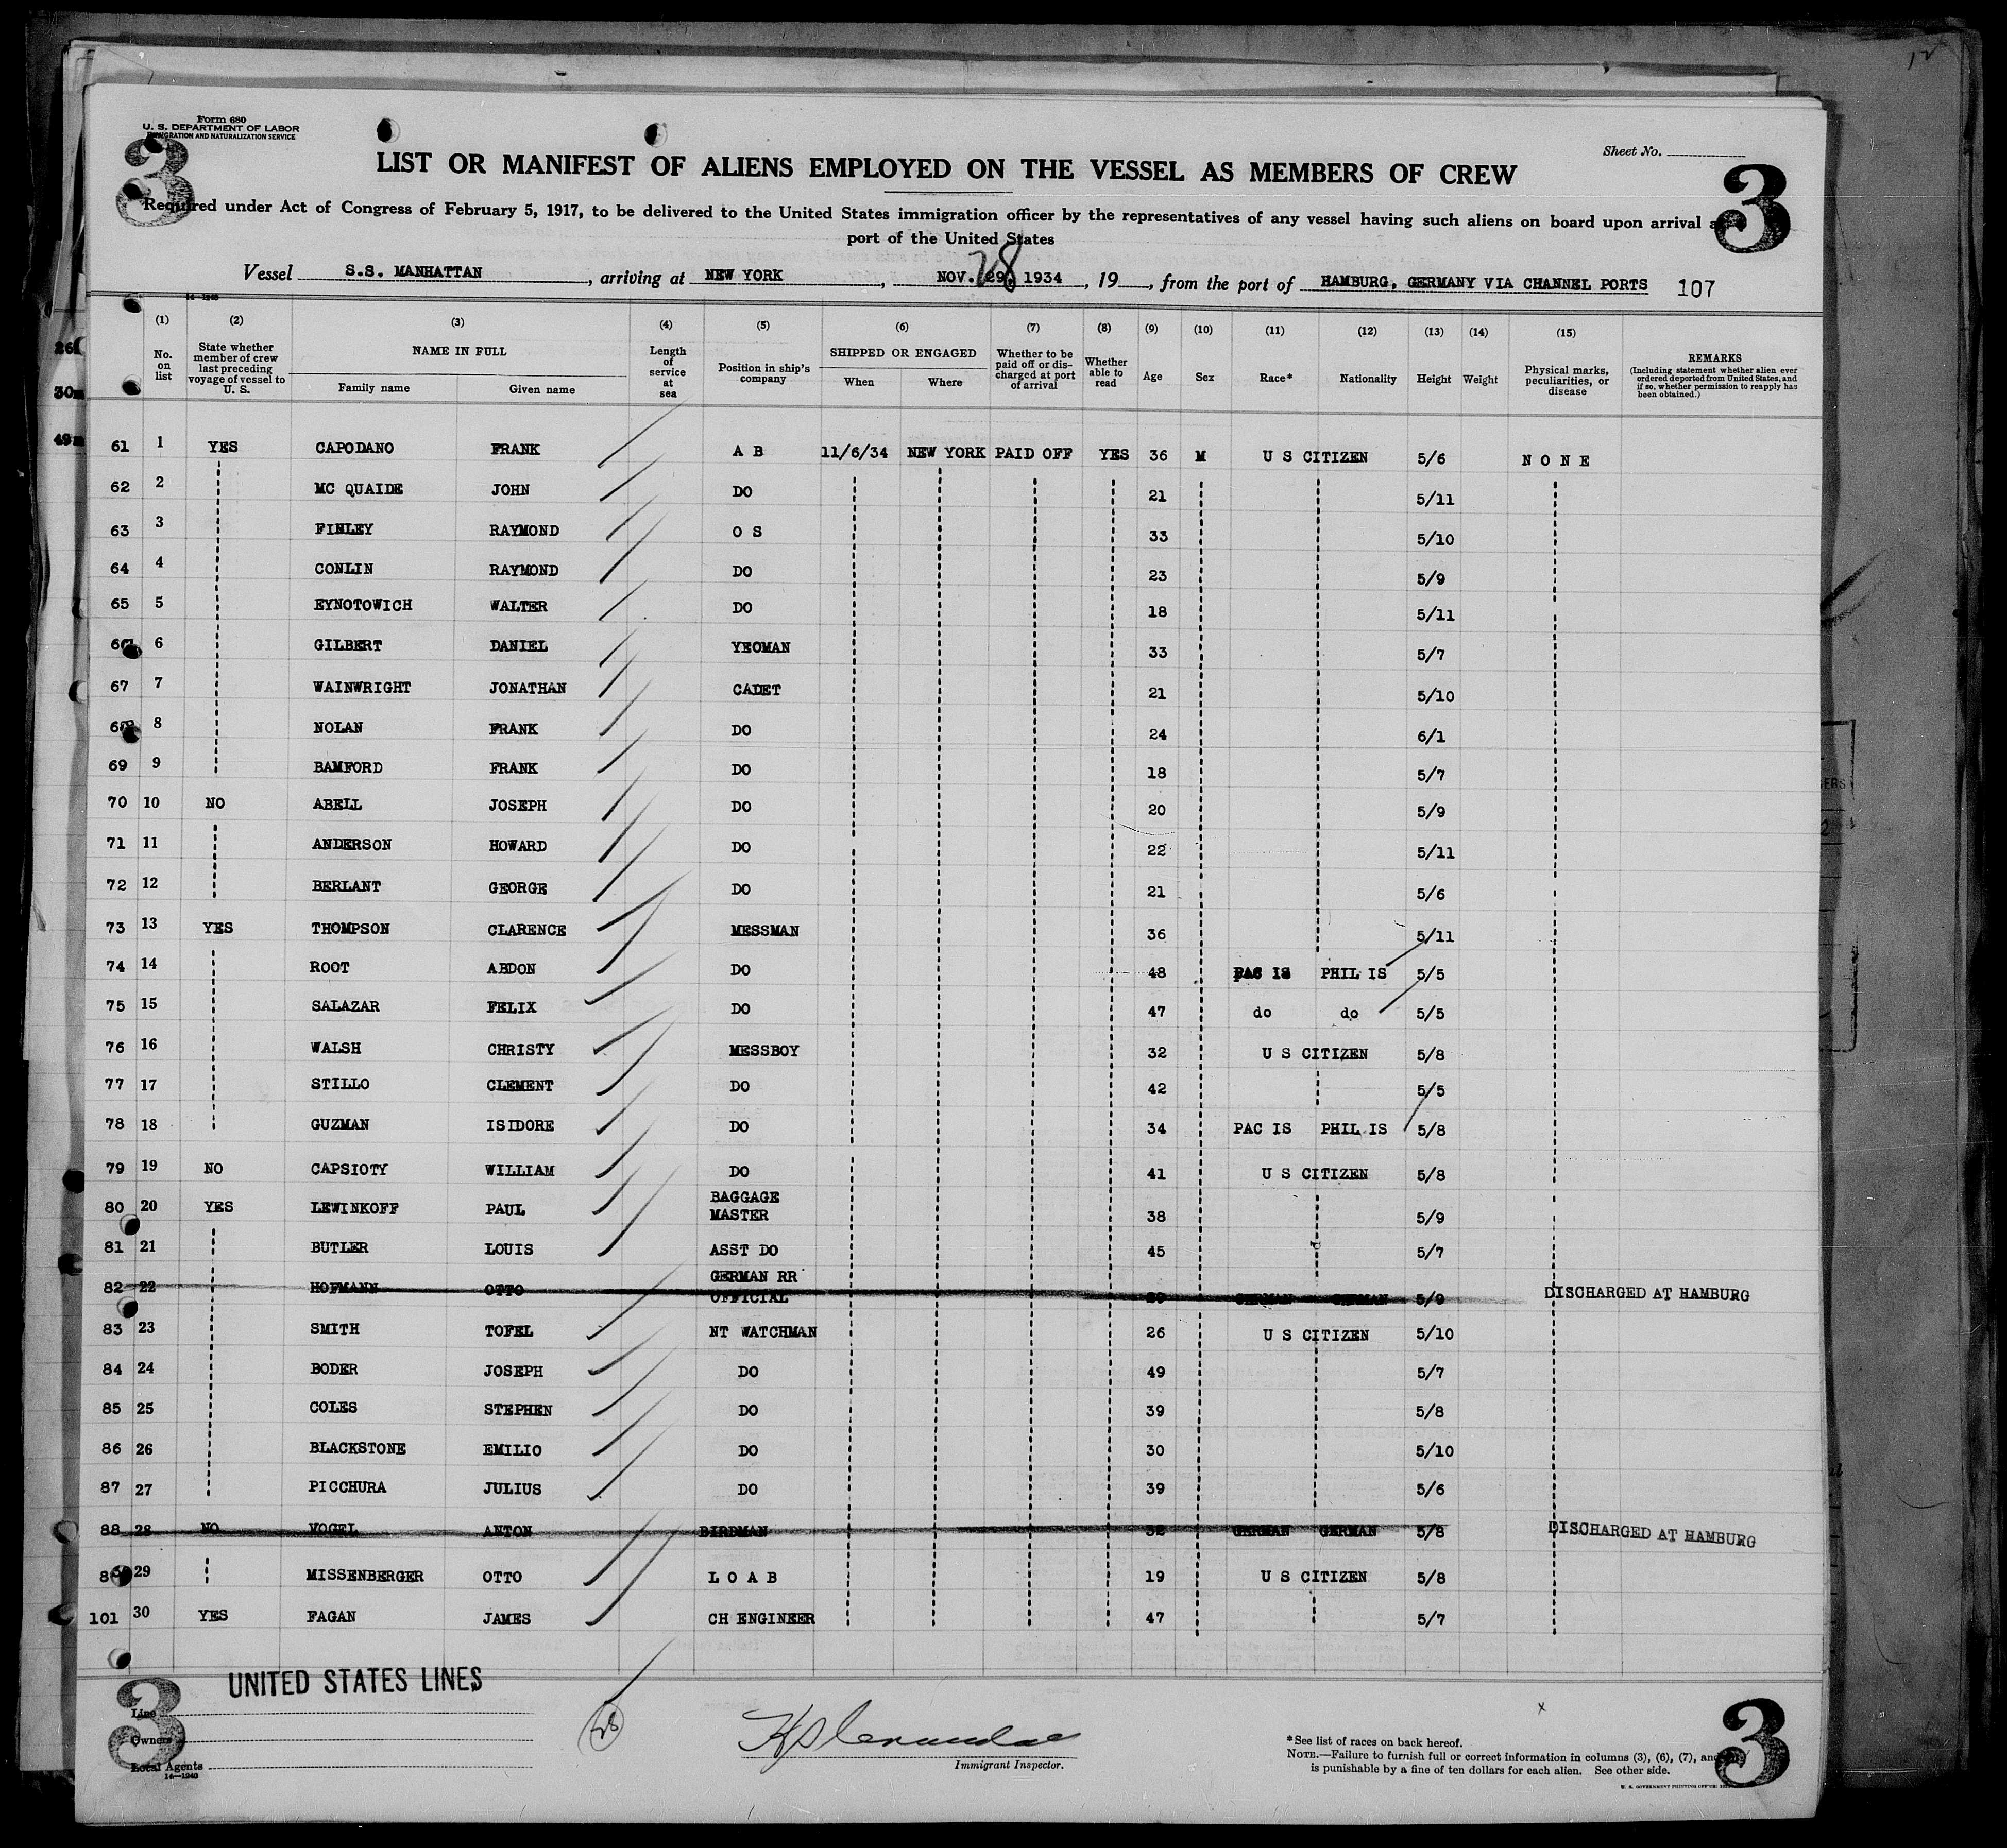 12
Form 680
U. S. DEPARTMENT OF LABOR
IMMIGRATION AND NATURALIZATION SERVICE
3
3
Sheet No.
LIST OR MANIFEST OF ALIENS EMPLOYED ON THE VESSEL AS MEMBERS OF CREW
Required under Act of Congress of February 5, 1917, to be delivered to the United States immigration officer by the representatives of any vessel having such aliens on board upon arrival
port of the United States
Vessel S.S. MANHATTAN, arriving at NEW YORK, NOV. 29, 28 1934, 19, from the port of HAMBURG, GERMANY VIA CHANNEL PORTS 107
14-1240
(1) (2) (3) (4) (5) (6) (7) (8) (9) (10) (11) (12) (13) (14) (15)
No. on list
State whether member of crew last preceding voyage of vessel to U. S.
NAME IN FULL
Family name Given name
Length of service at sea
Position in ship's company
SHIPPED OR ENGAGED
When Where
Whether to be paid off or discharged at port of arrival
Whether able to read
Age Sex Race* Nationality Height Weight
Physical marks, peculiarities, or disease
REMARKS
(Including statement whether alien ever ordered deported from United States, and if so, whether permission to reapply has been obtained.)
61 1 YES CAPODANO FRANK A B 11/6/34 NEW YORK PAID OFF YES 36 M U S CITIZEN 5/6 N O N E
62 2 MC QUAIDE JOHN DO 21 5/11
63 3 FINLEY RAYMOND O S 33 5/10
64 4 CONLIN RAYMOND DO 23 5/9
65 5 EYNOTOWICH WALTER DO 18 5/11
66 6 GILBERT DANIEL YEOMAN 33 5/7
67 7 WAINWRIGHT JONATHAN CADET 21 5/10
68 8 NOLAN FRANK DO 24 6/1
69 9 BAMFORD FRANK DO 18 5/7
70 10 NO ABELL JOSEPH DO 20 5/9
71 11 ANDERSON HOWARD DO 22 5/11
72 12 BERLANT GEORGE DO 21 5/6
73 13 YES THOMPSON CLARENCE MESSMAN 36 5/11
74 14 ROOT ABDON DO 48 PAC IS PHIL IS 5/5
75 15 SALAZAR FELIX DO 47 do do 5/5
76 16 WALSH CHRISTY MESSBOY 32 U S CITIZEN 5/8
77 17 STILLO CLEMENT DO 42 5/5
78 18 GUZMAN ISIDORE DO 34 PAC IS PHIL IS 5/8
79 19 NO CAPSIOTY WILLIAM DO 41 U S CITIZEN 5/8
80 20 YES LEWINKOFF PAUL BAGGAGE MASTER 38 5/9
81 21 BUTLER LOUIS ASST DO 45 5/7
82 22 HOFMANN OTTO GERMAN RR OFFICIAL GERMAN GERMAN 5/9 DISCHARGED AT HAMBURG
83 23 SMITH TOFEL NT WATCHMAN 26 U S CITIZEN 5/10
84 24 BODER JOSEPH DO 49 5/7
85 25 COLES STEPHEN DO 39 5/8
86 26 BLACKSTONE EMILIO DO 30 5/10
87 27 PICCHURA JULIUS DO 39 5/6
88 28 NO VOGEL ANTON BIRDMAN 32 GERMAN GERMAN 5/8 DISCHARGED AT HAMBURG
29 MISSENBERGER OTTO L O A B 19 U S CITIZEN 5/8
101 30 YES FAGAN JAMES CH ENGINEER 47 5/7
UNITED STATES LINES
3
3
Line
Owners
Local Agents
14-1240
28
Immigrant Inspector.
x
*See list of races on back hereof.
NOTE.—Failure to furnish full or correct information in columns (3), (6), (7), and
is punishable by a fine of ten dollars for each alien. See other side.
U. S. GOVERNMENT PRINTING OFFICE